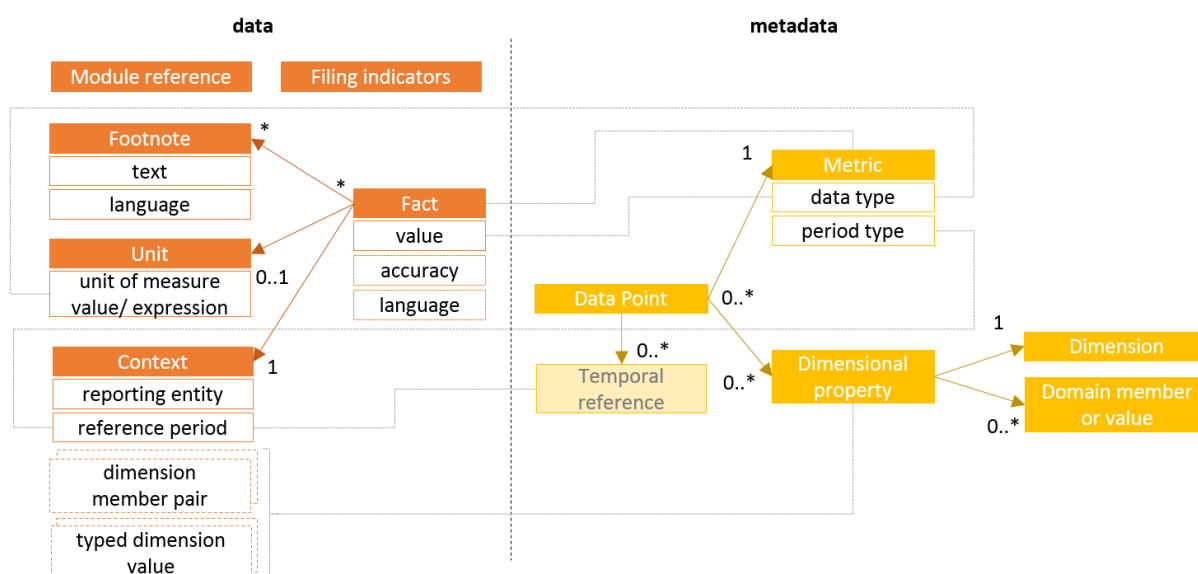 data
metadata
Module reference
Filing indicators
Footnote
*
text
language
*
Fact
value
accuracy
language
Unit
0..1
unit of measure
value/ expression
Context
1
reporting entity
reference period
dimension
member pair
typed dimension
value
1
Metric
data type
period type
Data Point
0..*
0..*
Temporal
reference
0..*
Dimensional
property
1
Dimension
Domain member
or value
0..*